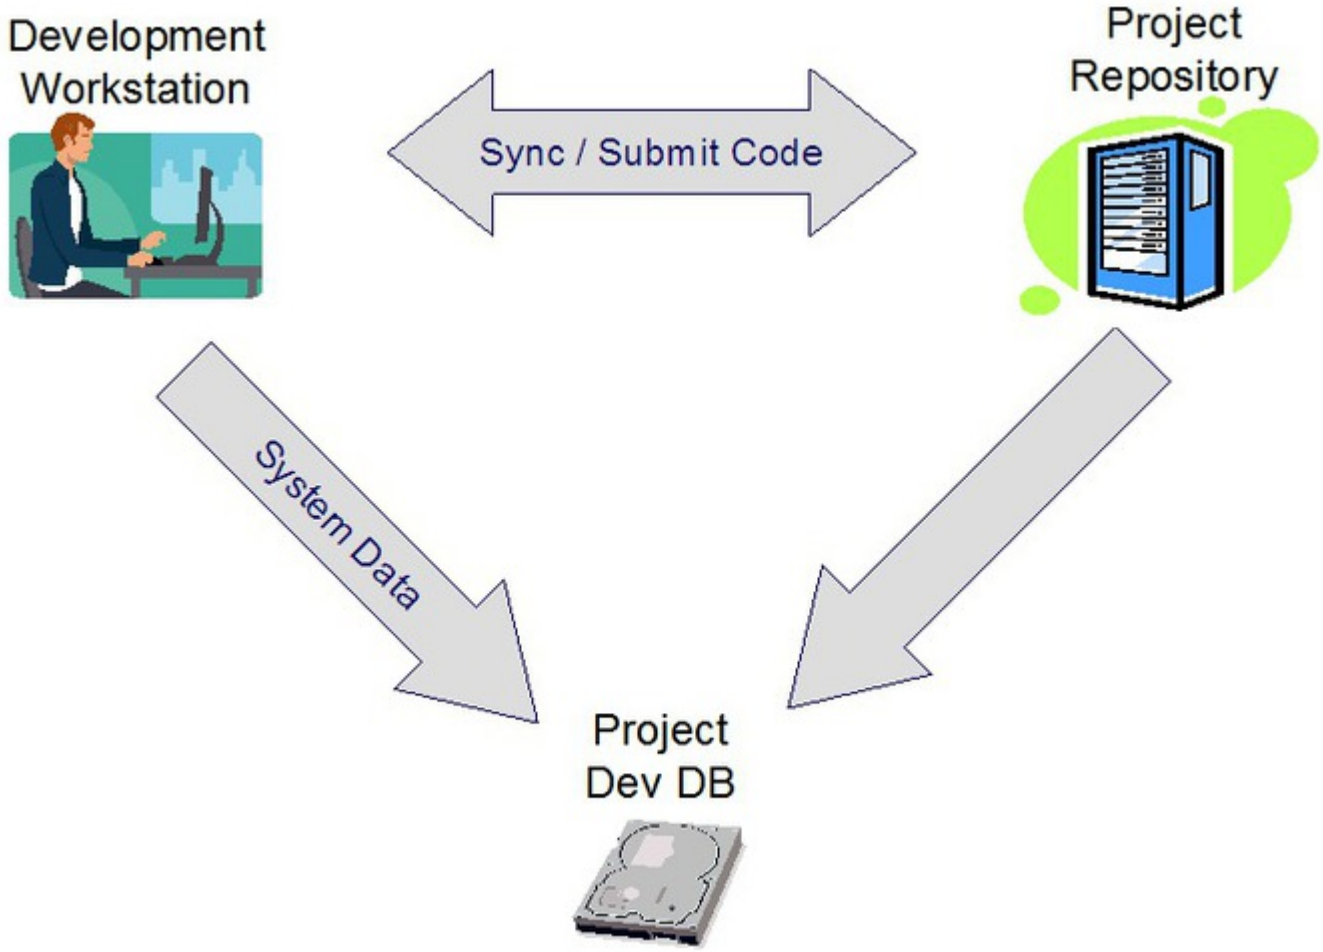 Development
Workstation
Project
Repository
Sync / Submit Code
System Data
Project
Dev DB